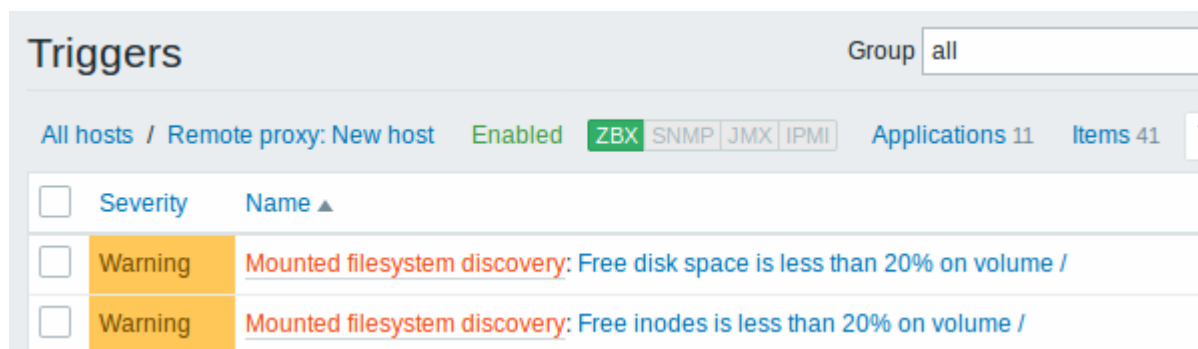 Triggers Group all
All hosts / Remote proxy: New host Enabled ZBX SNMP JMX IPMI Applications 11 Items 41
Severity Name ▲
Warning Mounted filesystem discovery: Free disk space is less than 20% on volume /
Warning Mounted filesystem discovery: Free inodes is less than 20% on volume /